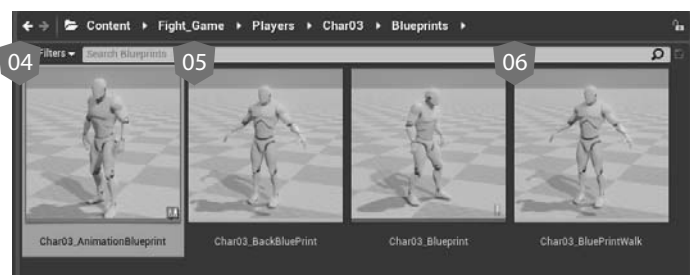 Content Fight_Game Players Char03 Blueprints
Filters Search Blueprints
04 05 06
Char03_AnimationBlueprint Char03_BackBluePrint Char03_Blueprint Char03_BluePrintWalk